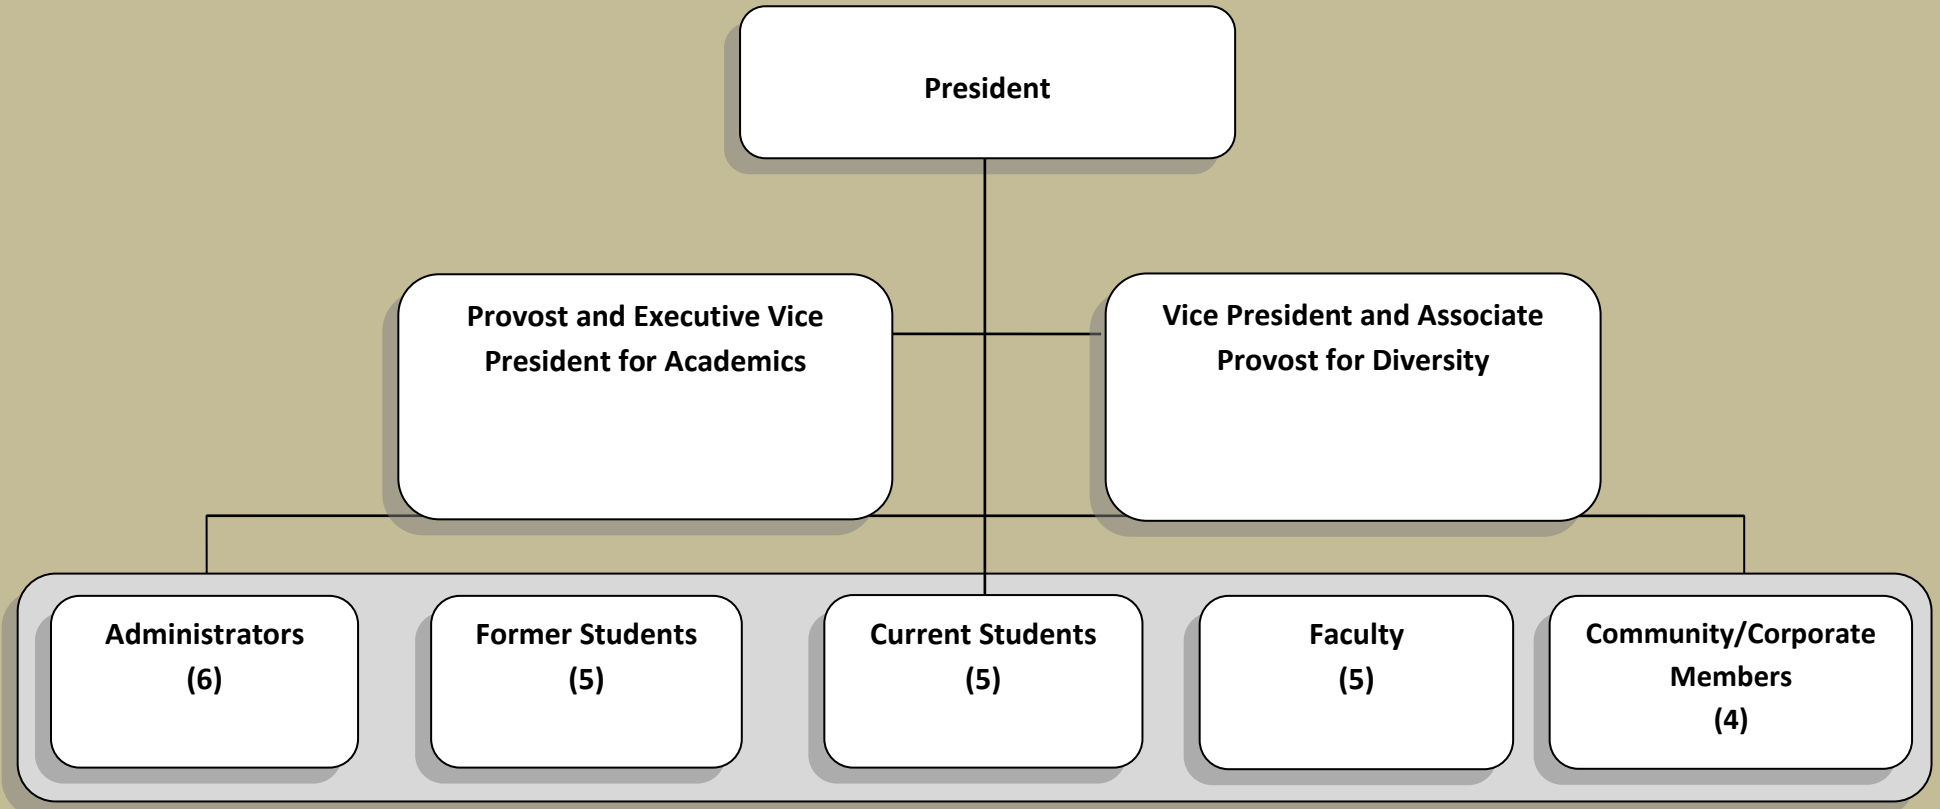 President
Provost and Executive Vice
President for Academics
Vice President and Associate
Provost for Diversity
Administrators
(6)
Former Students
(5)
Current Students
(5)
Faculty
(5)
Community/Corporate
Members
(4)